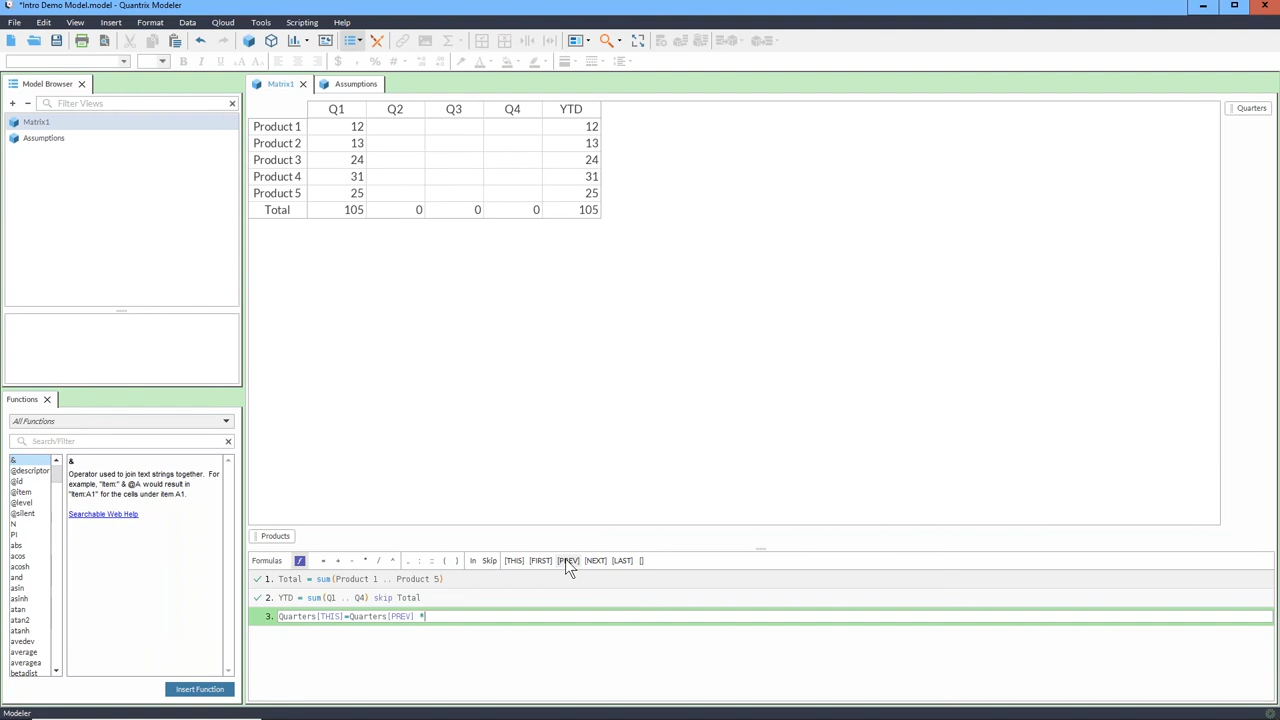 *Intro Demo Model.model - Quantrix Modeler
File Edit View Insert Format Data Qloud Tools Scripting Help
Model Browser
Matrix1 Assumptions
Filter Views
Quarters
Matrix1
Assumptions
Q1 Q2 Q3 Q4 YTD
Product 1 12 12
Product 2 13 13
Product 3 24 24
Product 4 31 31
Product 5 25 25
Total 105 0 0 0 105
Functions
All Functions
Search/Filter
&
@descriptor
@id
@item
@level
@silent
N
PI
abs
acos
acosh
and
asin
asinh
atan
atan2
atanh
avedev
average
averagea
betadist
&
Operator used to join text strings together. For
example, "Item:" & @A would result in
"Item:A1" for the cells under item A1.
Searchable Web Help
Insert Function
Products
Formulas = + - * / ^ .. : :: ( ) In Skip [THIS] [FIRST] [PREV] [NEXT] [LAST] []
1. Total = sum(Product 1 .. Product 5)
2. YTD = sum(Q1 .. Q4) skip Total
3. Quarters[THIS]=Quarters[PREV] *
Modeler